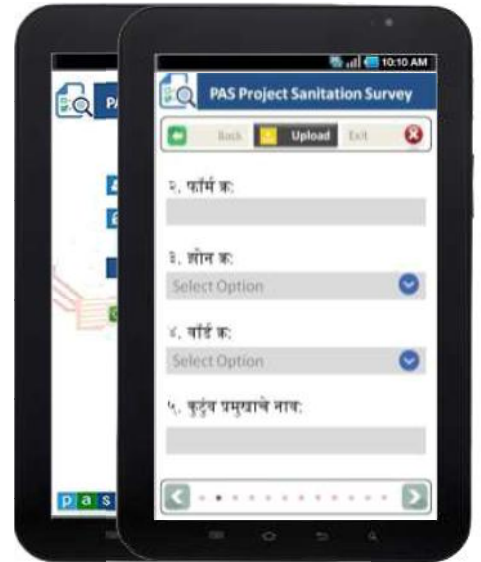 10:10 AM
PAS Project Sanitation Survey
Back Upload Exit
२. फॉर्म क्र:
३. झोन क्र:
Select Option
४. वॉर्ड क्र:
Select Option
५. कुटुंब प्रमुखाचे नाव:
pas